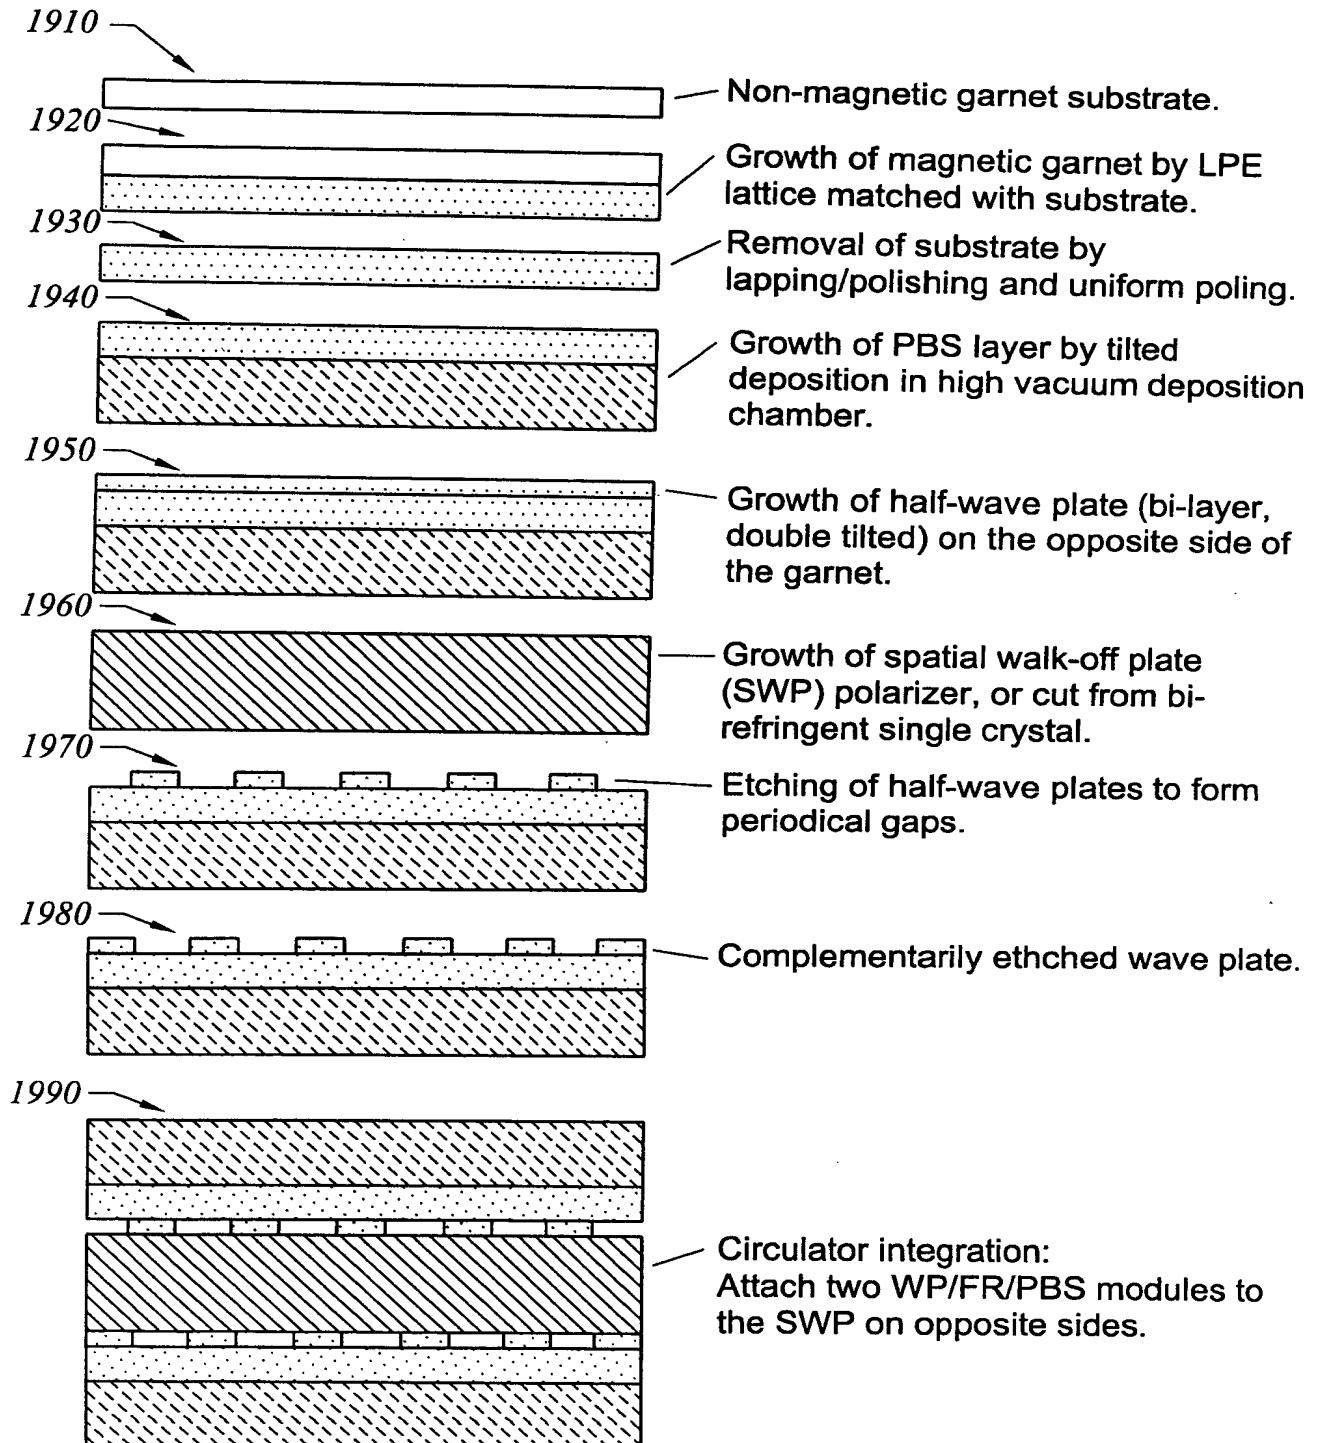 1910
Non-magnetic garnet substrate.
1920
Growth of magnetic garnet by LPE
lattice matched with substrate.
1930
Removal of substrate by
lapping/polishing and uniform poling.
1940
Growth of PBS layer by tilted
deposition in high vacuum deposition
chamber.
1950
Growth of half-wave plate (bi-layer,
double tilted) on the opposite side of
the garnet.
1960
Growth of spatial walk-off plate
(SWP) polarizer, or cut from bi-
refringent single crystal.
1970
Etching of half-wave plates to form
periodical gaps.
1980
Complementarily ethched wave plate.
1990
Circulator integration:
Attach two WP/FR/PBS modules to
the SWP on opposite sides.